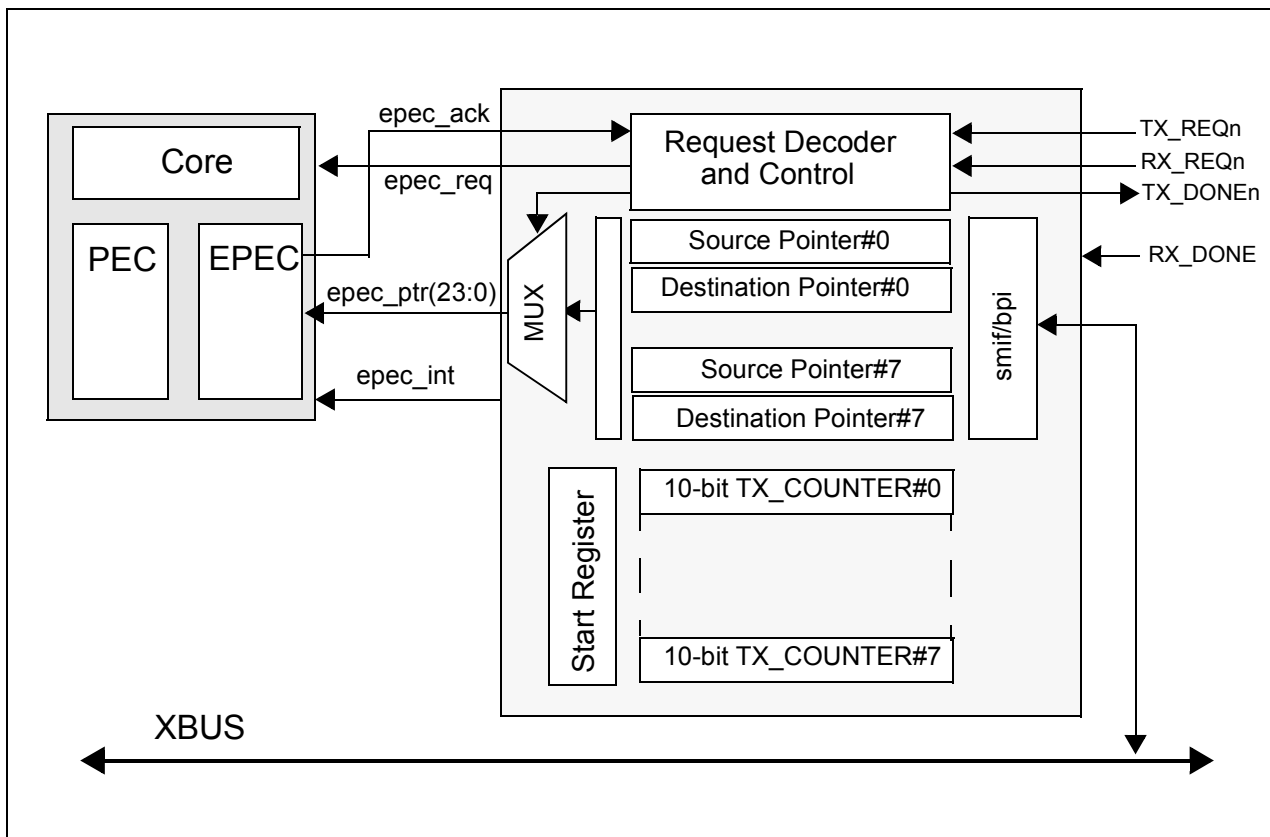 epec_ack
TX_REQn
Request Decoder
and Control
Core
RX_REQn
epec_req
TX_DONEn
Source Pointer#0
PEC
EPEC
RX_DONE
Destination Pointer#0
epec_ptr(23:0)
MUX
smif/bpi
Source Pointer#7
epec_int
Destination Pointer#7
10-bit TX_COUNTER#0
Start Register
10-bit TX_COUNTER#7
XBUS